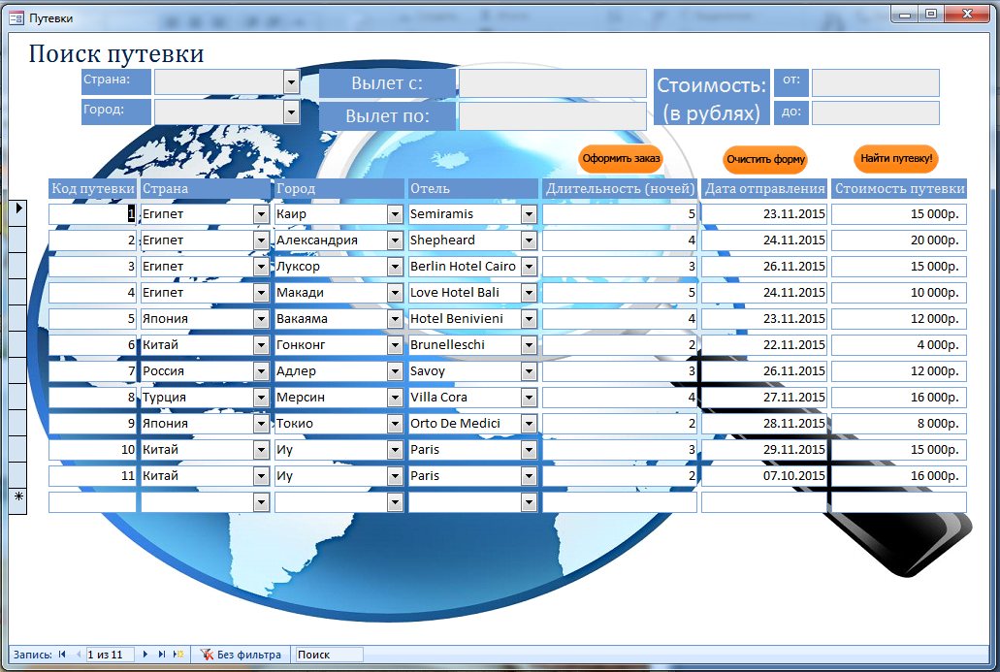 Путевки
Поиск путевки
Страна: Вылет с: Стоимость: от:
Город: Вылет по: (в рублях) до:
Оформить заказ Очистить форму Найти путевку!
Код путевки Страна Город Отель Длительность (ночей) Дата отправления Стоимость путевки
1 Египет Каир Semiramis 5 23.11.2015 15 000р.
2 Египет Александрия Shepheard 4 24.11.2015 20 000р.
3 Египет Луксор Berlin Hotel Cairo 3 26.11.2015 15 000р.
4 Египет Макади Love Hotel Bali 5 24.11.2015 10 000р.
5 Япония Вакаяма Hotel Benivieni 4 23.11.2015 12 000р.
6 Китай Гонконг Brunelleschi 2 22.11.2015 4 000р.
7 Россия Адлер Savoy 3 26.11.2015 12 000р.
8 Турция Мерсин Villa Cora 4 27.11.2015 16 000р.
9 Япония Токио Orto De Medici 2 28.11.2015 8 000р.
10 Китай Иу Paris 3 29.11.2015 15 000р.
11 Китай Иу Paris 2 07.10.2015 16 000р.
Запись: 1 из 11 Без фильтра Поиск